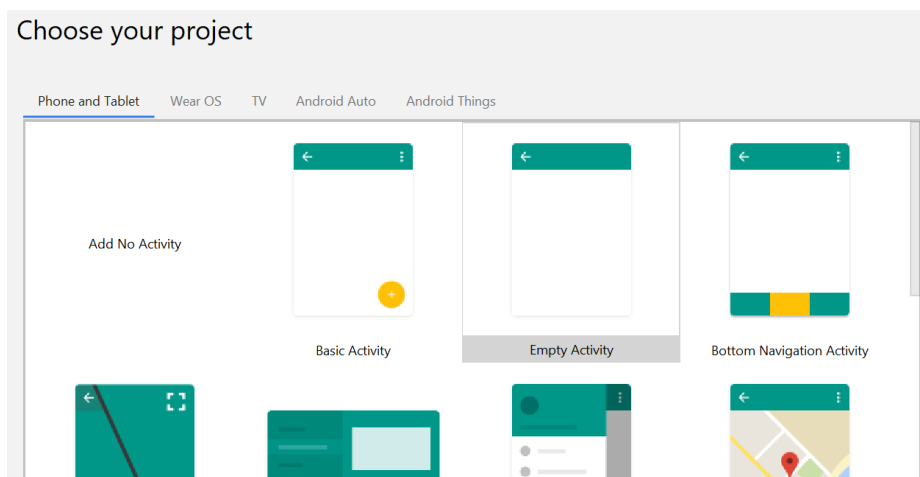 Choose your project
Phone and Tablet Wear OS TV Android Auto Android Things
Add No Activity
Basic Activity Empty Activity Bottom Navigation Activity